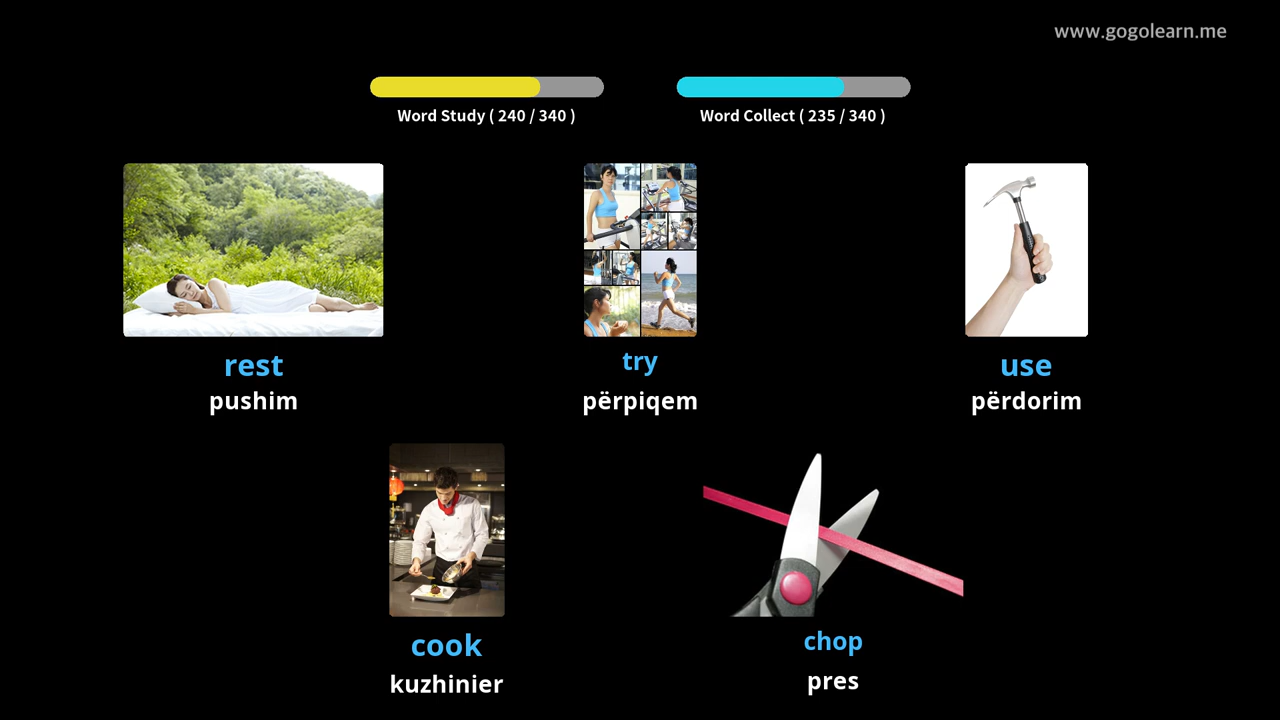 www.gogolearn.me
Word Study ( 240 / 340 )
Word Collect ( 235 / 340 )
rest
pushim
try
përpiqem
use
përdorim
cook
kuzhinier
chop
pres